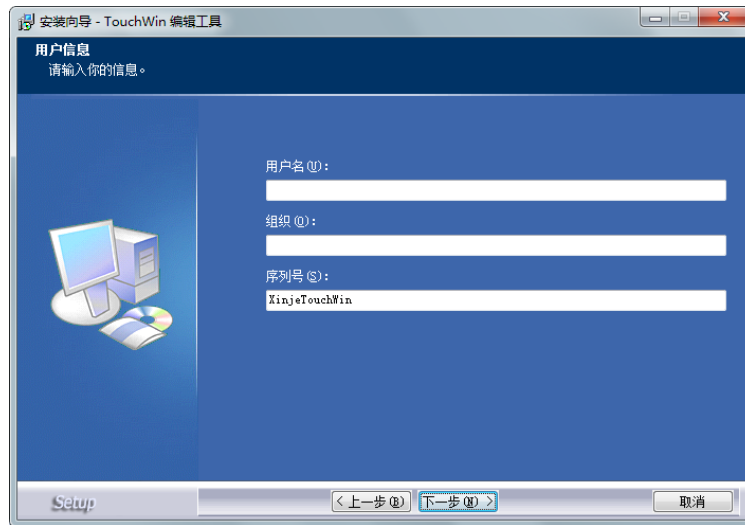 安装向导 - TouchWin 编辑工具
用户信息
请输入你的信息。
用户名(U):
组织(O):
序列号(S):
XinjeTouchWin
Setup
< 上一步(B)
下一步(N) >
取消